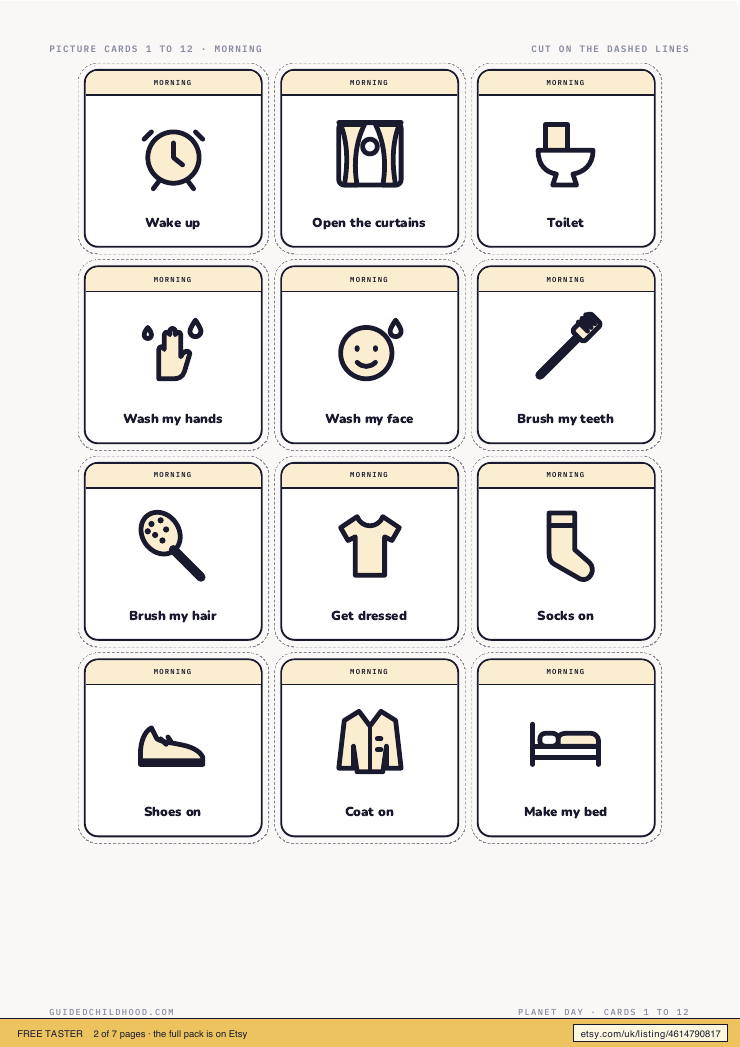 PICTURE CARDS 1 TO 12 · MORNING
CUT ON THE DASHED LINES
MORNING
MORNING
MORNING
Wake up
Open the curtains
Toilet
MORNING
MORNING
MORNING
Wash my hands
Wash my face
Brush my teeth
MORNING
MORNING
MORNING
Brush my hair
Get dressed
Socks on
MORNING
MORNING
MORNING
Shoes on
Coat on
Make my bed
GUIDEDCHILDHOOD.COM
PLANET DAY · CARDS 1 TO 12
FREE TASTER 2 of 7 pages · the full pack is on Etsy
etsy.com/uk/listing/4614790817